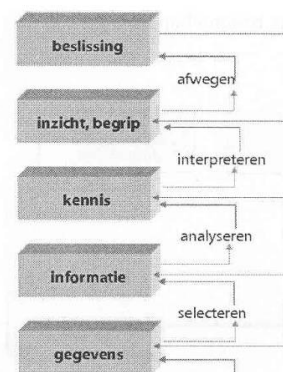 beslissing
afwegen
inzicht, begrip
interpreteren
kennis
analyseren
informatie
selecteren
gegevens